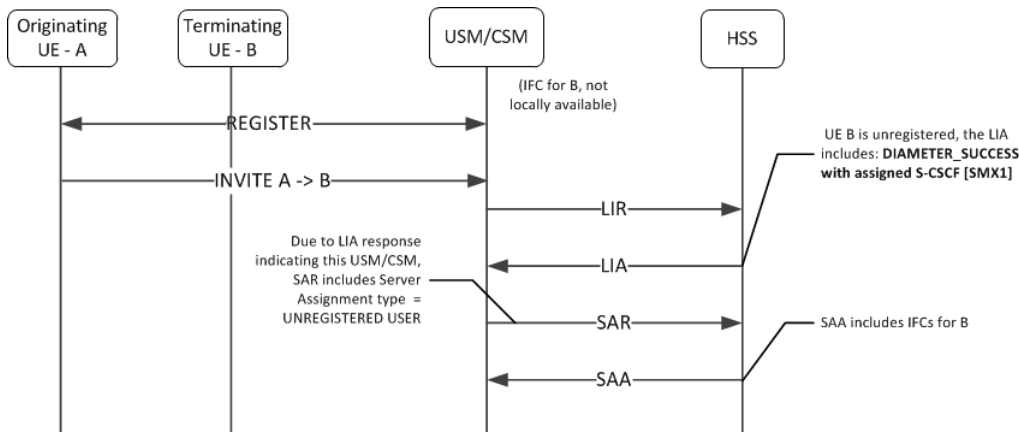 Originating
UE - A
Terminating
UE - B
USM/CSM
HSS
(IFC for B, not
locally available)
REGISTER
UE B is unregistered, the LIA
includes: DIAMETER_SUCCESS
with assigned S-CSCF [SMX1]
INVITE A -> B
LIR
Due to LIA response
indicating this USM/CSM,
SAR includes Server
Assignment type =
UNREGISTERED USER
LIA
SAR
SAA includes IFCs for B
SAA